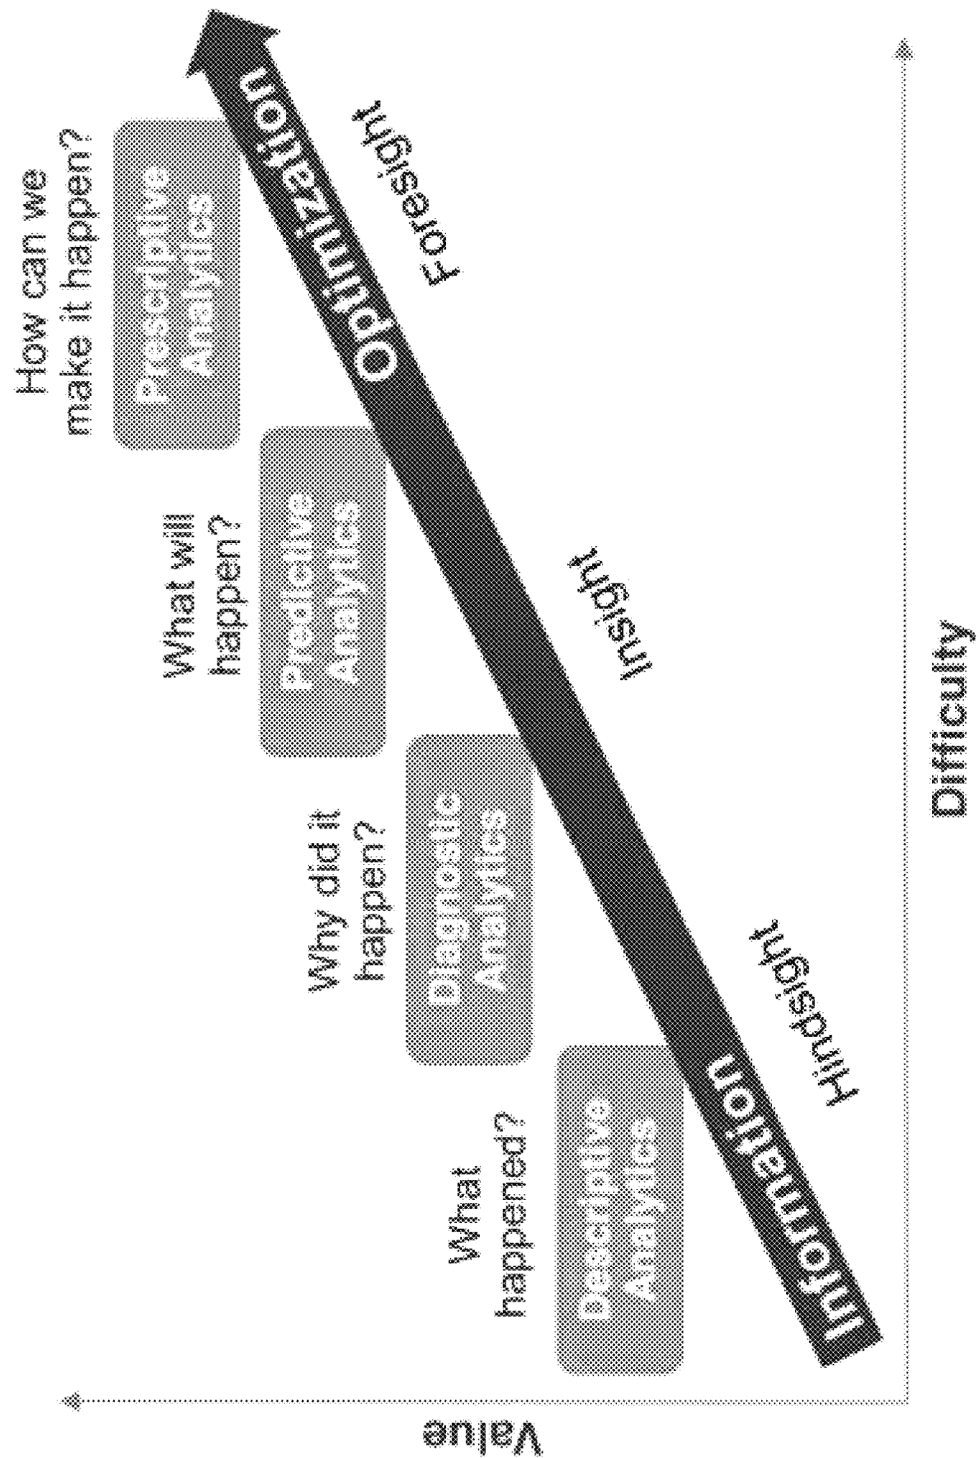 How can we
make it happen?
Prescriptive
Analytics
What will
happen?
Predictive
Analytics
Why did it
happen?
Diagnostic
Analytics
What
happened?
Descriptive
Analytics
Optimization
Information
Foresight
Insight
Hindsight
Value
Difficulty